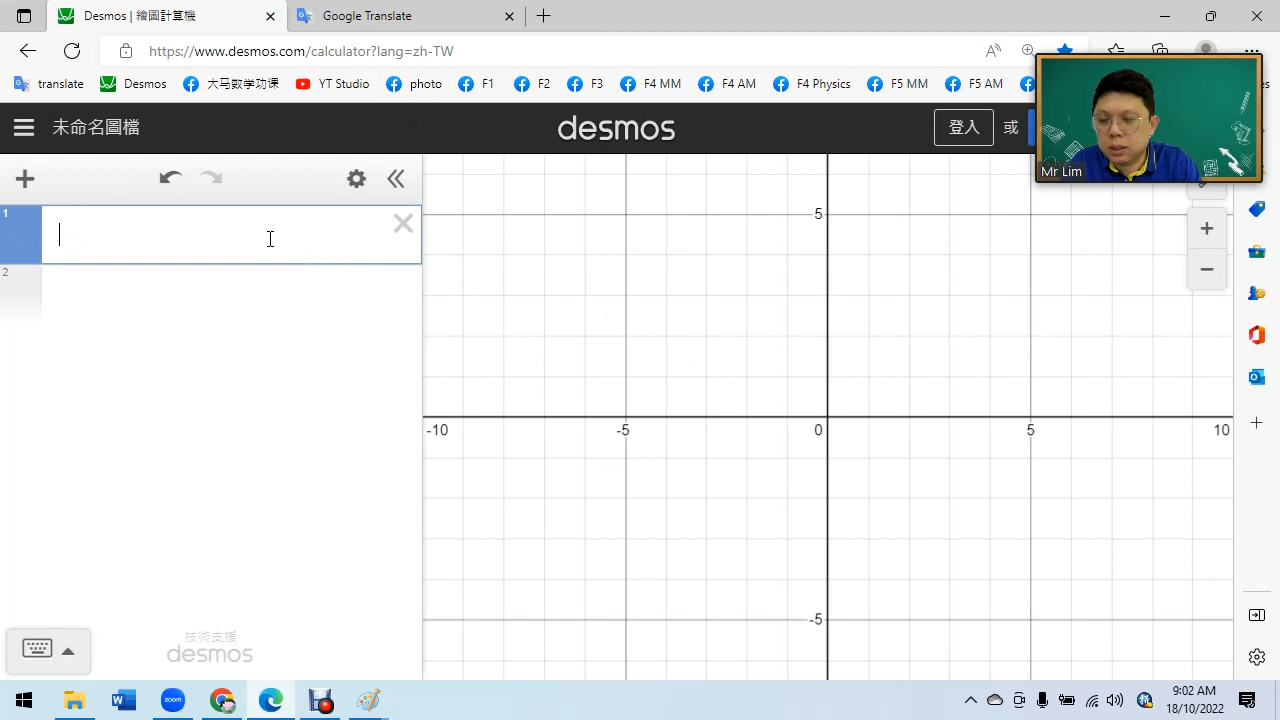 Desmos | 繪圖計算機
Google Translate
https://www.desmos.com/calculator?lang=zh-TW
translate
Desmos
大马数学功课
YT Studio
photo
F1
F2
F3
F4 MM
F4 AM
F4 Physics
F5 MM
F5 AM
未命名圖檔
desmos
登入
或
Mr Lim
1
2
5
-10
-5
0
5
10
-5
技術支援
desmos
zoom
9:02 AM
18/10/2022